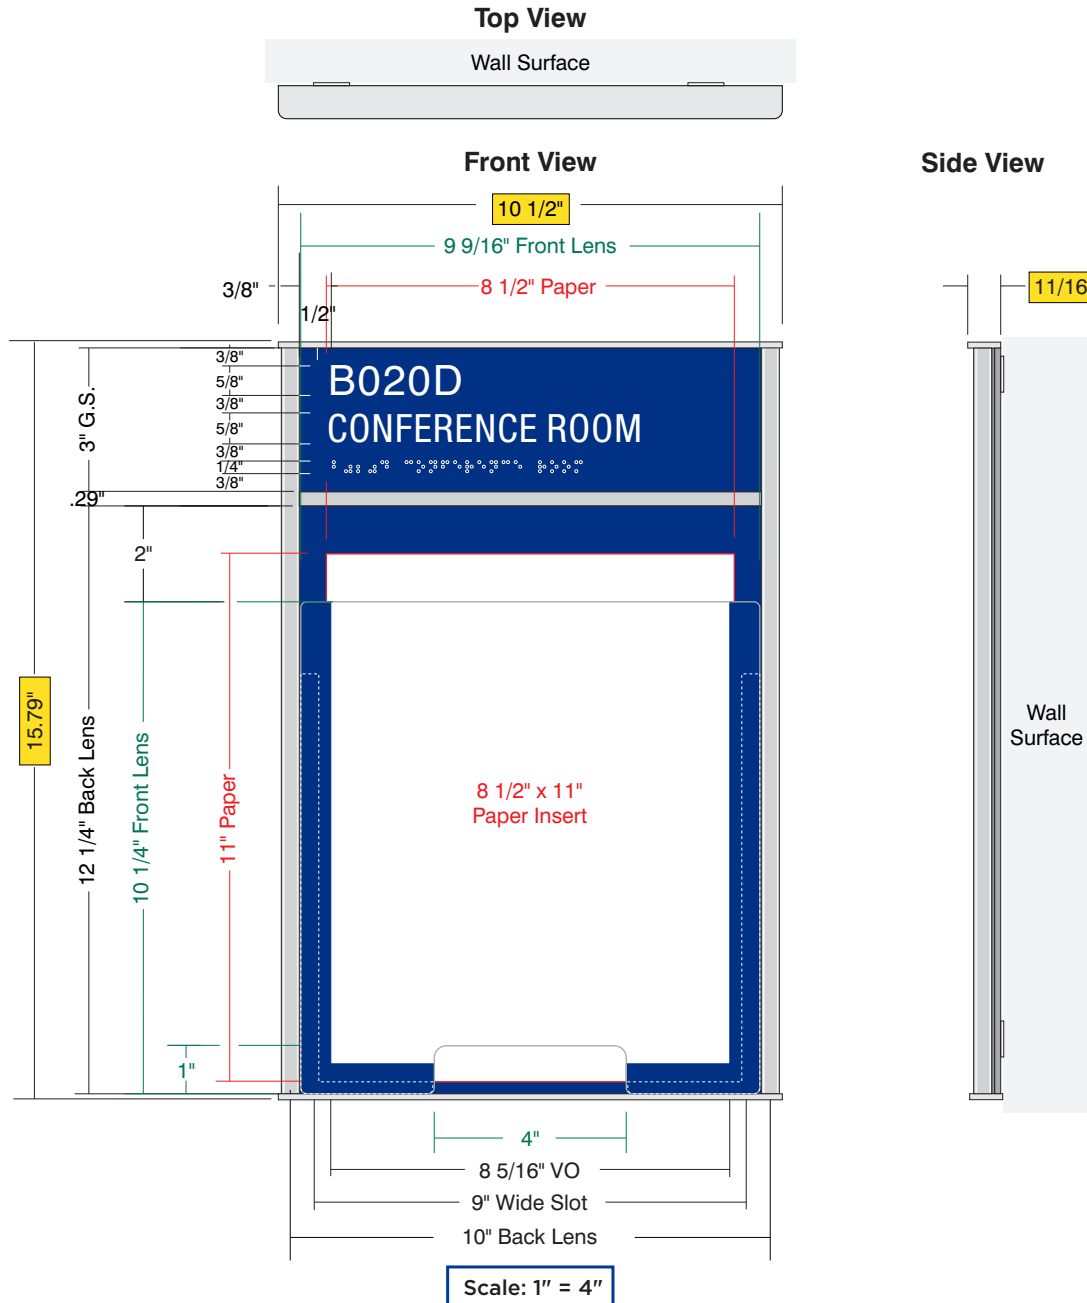 Top View
Wall Surface
Front View
Side View
10 1/2"
9 9/16" Front Lens
8 1/2" Paper
3/8"
1/2"
11/16
3/8"
5/8"
3/8"
5/8"
3/8"
1/4"
3/8"
B020D
CONFERENCE ROOM
3" G.S.
.29"
2"
15.79"
12 1/4" Back Lens
10 1/4" Front Lens
11" Paper
8 1/2" x 11"
Paper Insert
Wall
Surface
1"
4"
8 5/16" VO
9" Wide Slot
10" Back Lens
Scale: 1" = 4"